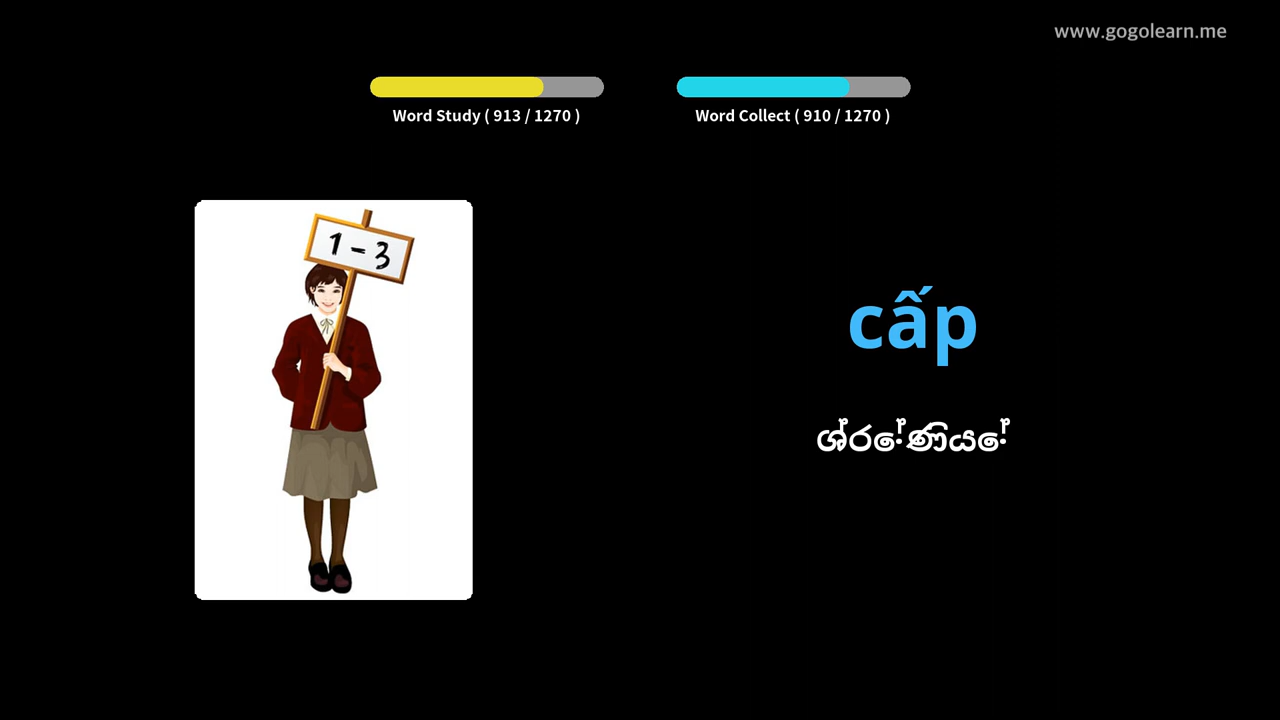 www.gogolearn.me
Word Study ( 913 / 1270 )
Word Collect ( 910 / 1270 )
1 - 3
cấp
ශ්රේණියේ